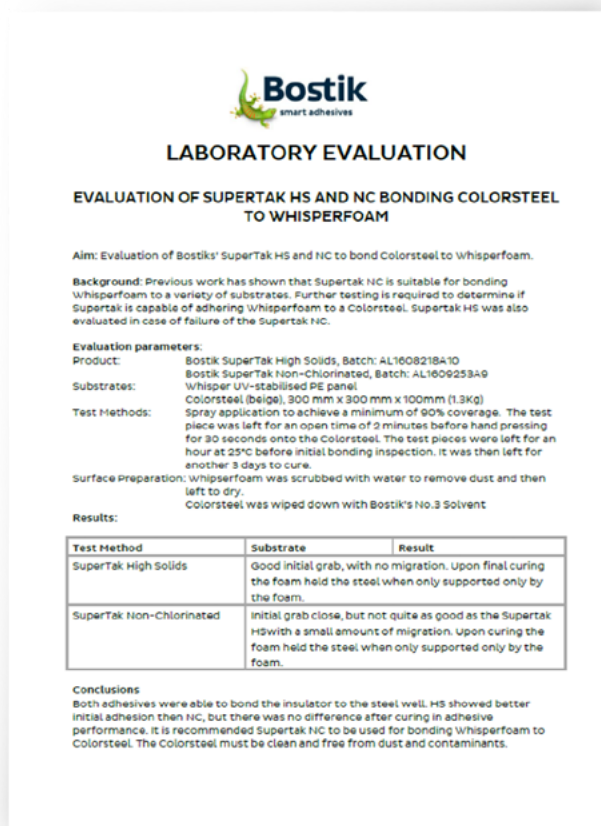 Bostik
smart adhesives
LABORATORY EVALUATION
EVALUATION OF SUPERTAK HS AND NC BONDING COLORSTEEL
TO WHISPERFOAM
Aim: Evaluation of Bostiks' SuperTak HS and NC to bond Colorsteel to Whisperfoam.
Background: Previous work has shown that Supertak NC is suitable for bonding
Whisperfoam to a veriety of substrates. Further testing is required to determine if
Supertak is capable of adhering Whisperfoam to a Colorsteel. Supertak HS was also
evaluated in case of failure of the Supertak NC.
Evaluation parameters:
Product: Bostik SuperTak High Solids, Batch: AL1608218A10
Bostik SuperTak Non-Chlorinated, Batch: AL1609253A9
Substrates: Whisper UV-stabilised PE panel
Colorsteel (beige), 300 mm x 300 mm x 100mm (1.3Kg)
Test Methods: Spray application to achieve a minimum of 90% coverage. The test
piece was left for an open time of 2 minutes before hand pressing
for 30 seconds onto the Colorsteel. The test pieces were left for an
hour at 25°C before initial bonding inspection. It was then left for
another 3 days to cure.
Surface Preparation: Whipserfoam was scrubbed with water to remove dust and then
left to dry.
Colorsteel was wiped down with Bostik's No.3 Solvent
Results:
Test Method Substrate Result
SuperTak High Solids Good initial grab, with no migration. Upon final curing
the foam held the steel when only supported only by
the foam.
SuperTak Non-Chlorinated Initial grab close, but not quite as good as the Supertak
HSwith a small amount of migration. Upon curing the
foam held the steel when only supported only by the
foam.
Conclusions
Both adhesives were able to bond the insulator to the steel well. HS showed better
initial adhesion then NC, but there was no difference after curing in adhesive
performance. It is recommended Supertak NC to be used for bonding Whisperfoam to
Colorsteel. The Colorsteel must be clean and free from dust and contaminants.